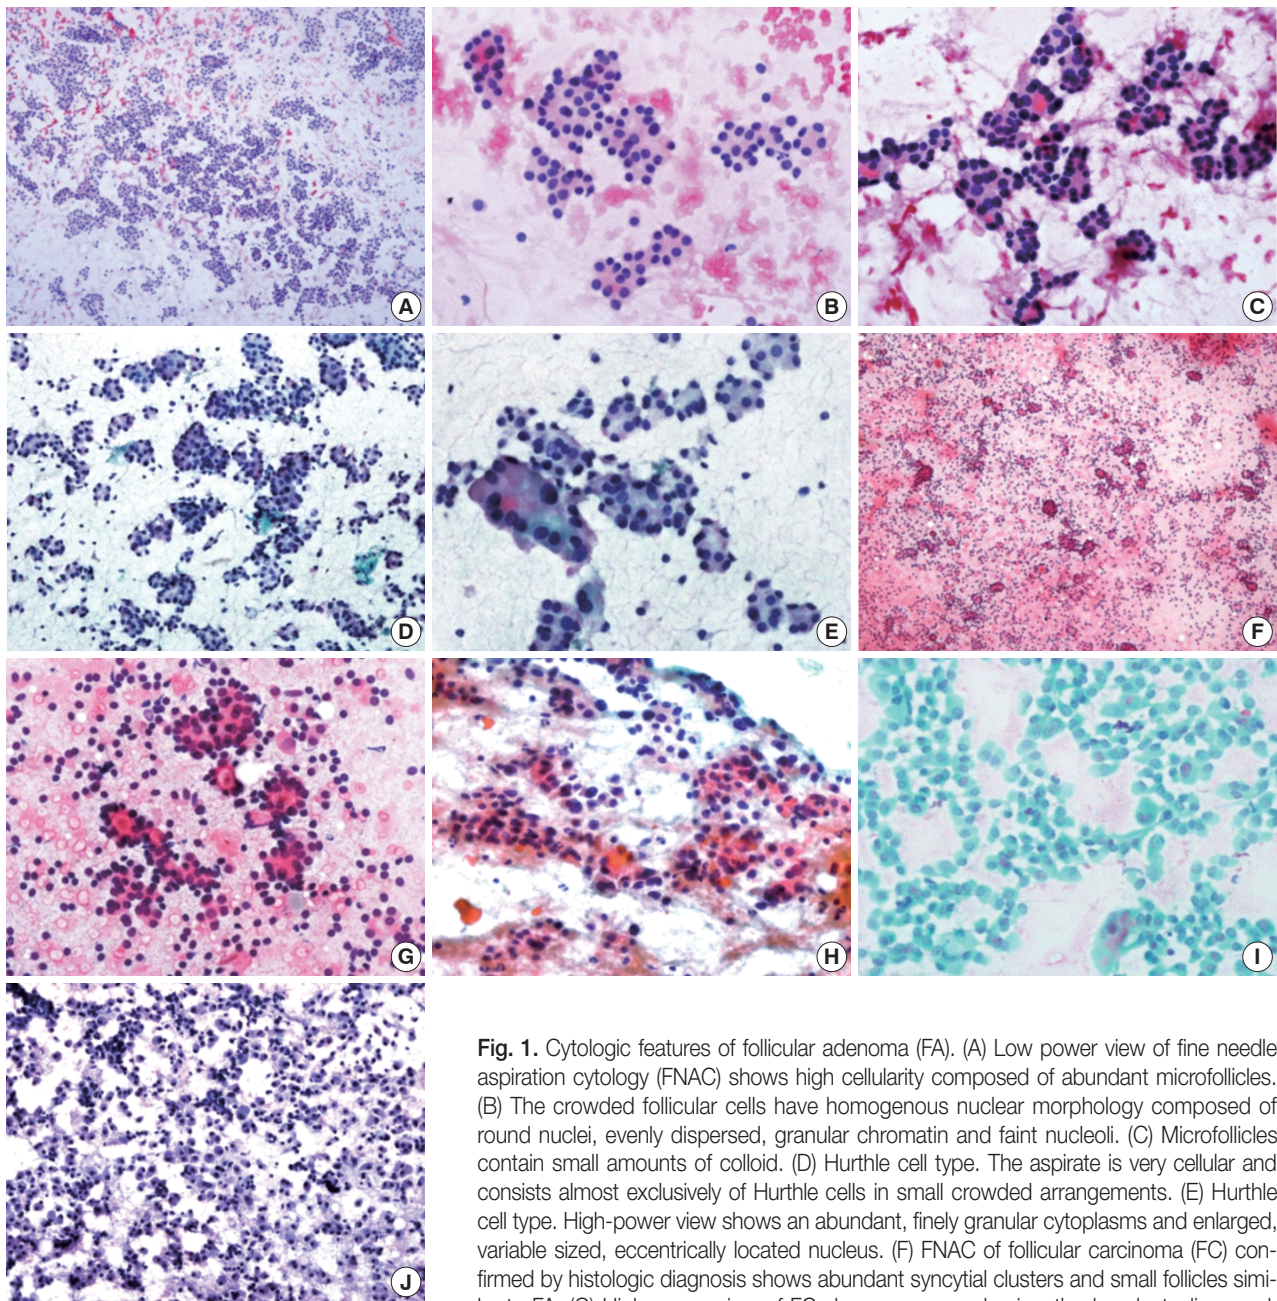 A
B
C
D
E
F
G
H
I
J
Fig. 1. Cytologic features of follicular adenoma (FA). (A) Low power view of fine needle
aspiration cytology (FNAC) shows high cellularity composed of abundant microfollicles.
(B) The crowded follicular cells have homogenous nuclear morphology composed of
round nuclei, evenly dispersed, granular chromatin and faint nucleoli. (C) Microfollicles
contain small amounts of colloid. (D) Hurthle cell type. The aspirate is very cellular and
consists almost exclusively of Hurthle cells in small crowded arrangements. (E) Hurthle
cell type. High-power view shows an abundant, finely granular cytoplasms and enlarged,
variable sized, eccentrically located nucleus. (F) FNAC of follicular carcinoma (FC) con-
firmed by histologic diagnosis shows abundant syncytial clusters and small follicles simi-